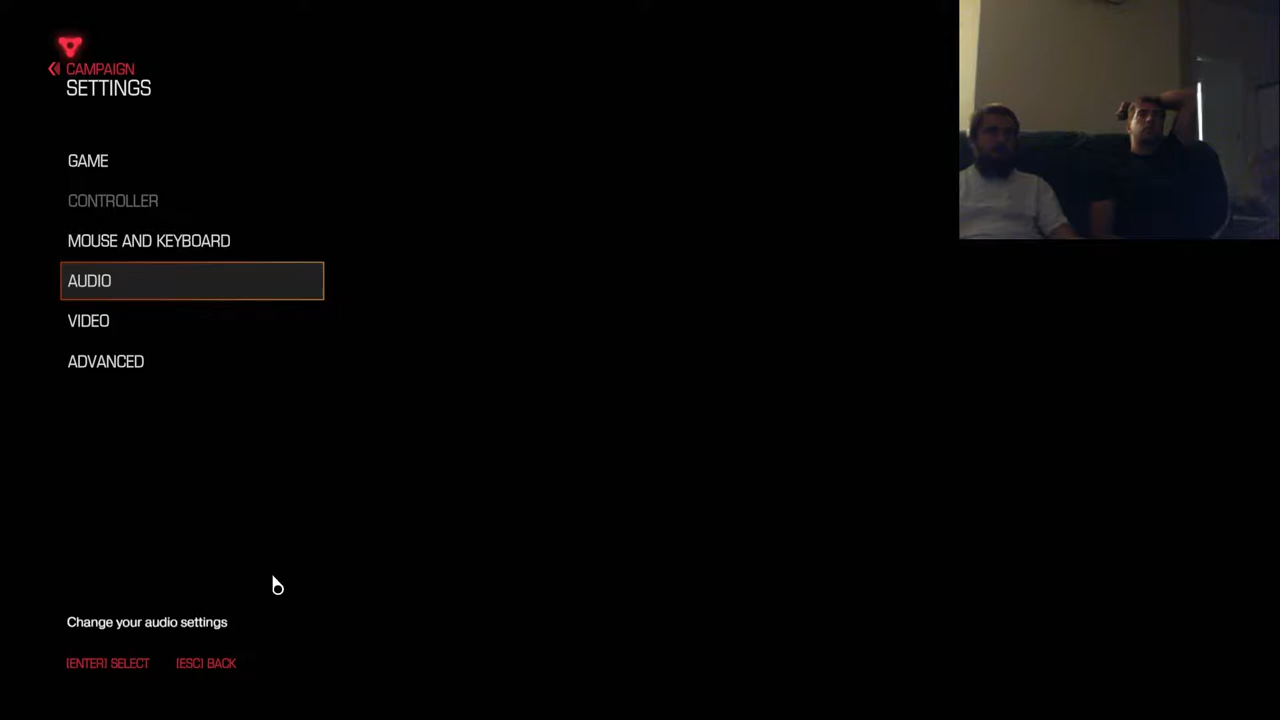 CAMPAIGN
SETTINGS
GAME
CONTROLLER
MOUSE AND KEYBOARD
AUDIO
VIDEO
ADVANCED
Change your audio settings
[ENTER] SELECT [ESC] BACK